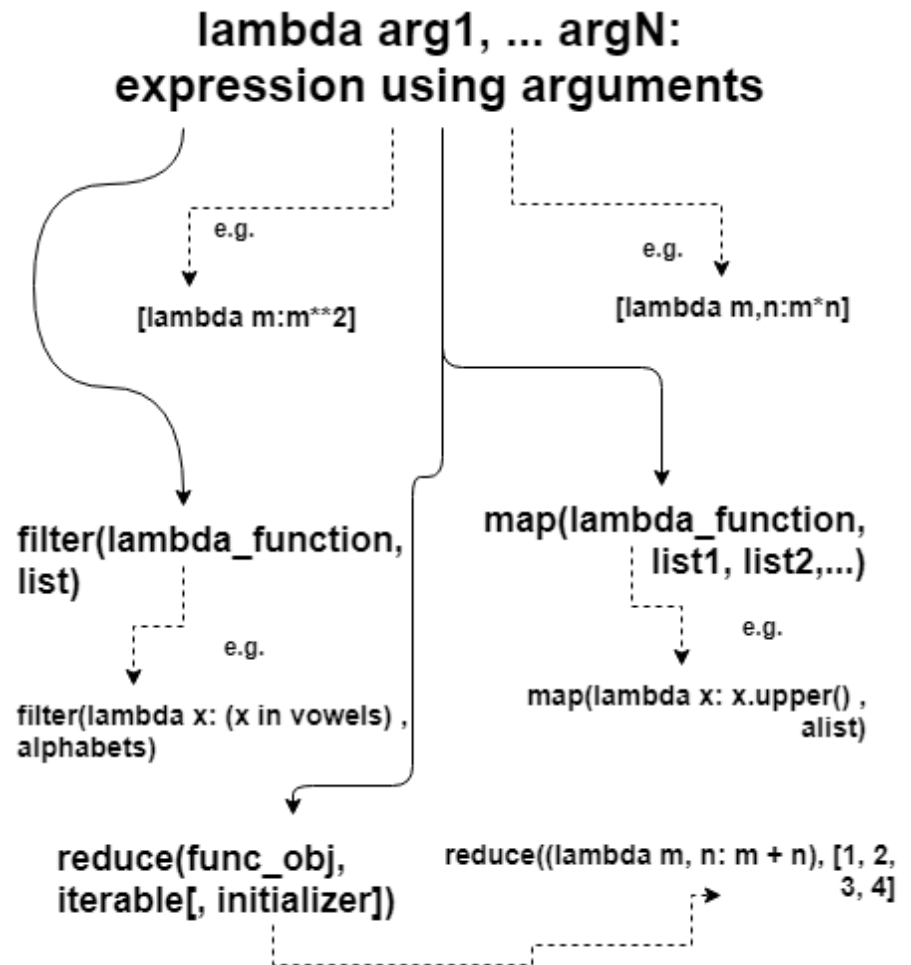 lambda arg1, ... argN:
expression using arguments
e.g.
e.g.
[lambda m:m**2]
[lambda m,n:m*n]
filter(lambda_function,
list)
map(lambda_function,
list1, list2,...)
e.g.
e.g.
filter(lambda x: (x in vowels) ,
alphabets)
map(lambda x: x.upper() ,
alist)
reduce(func_obj,
iterable[, initializer])
reduce((lambda m, n: m + n), [1, 2,
3, 4]